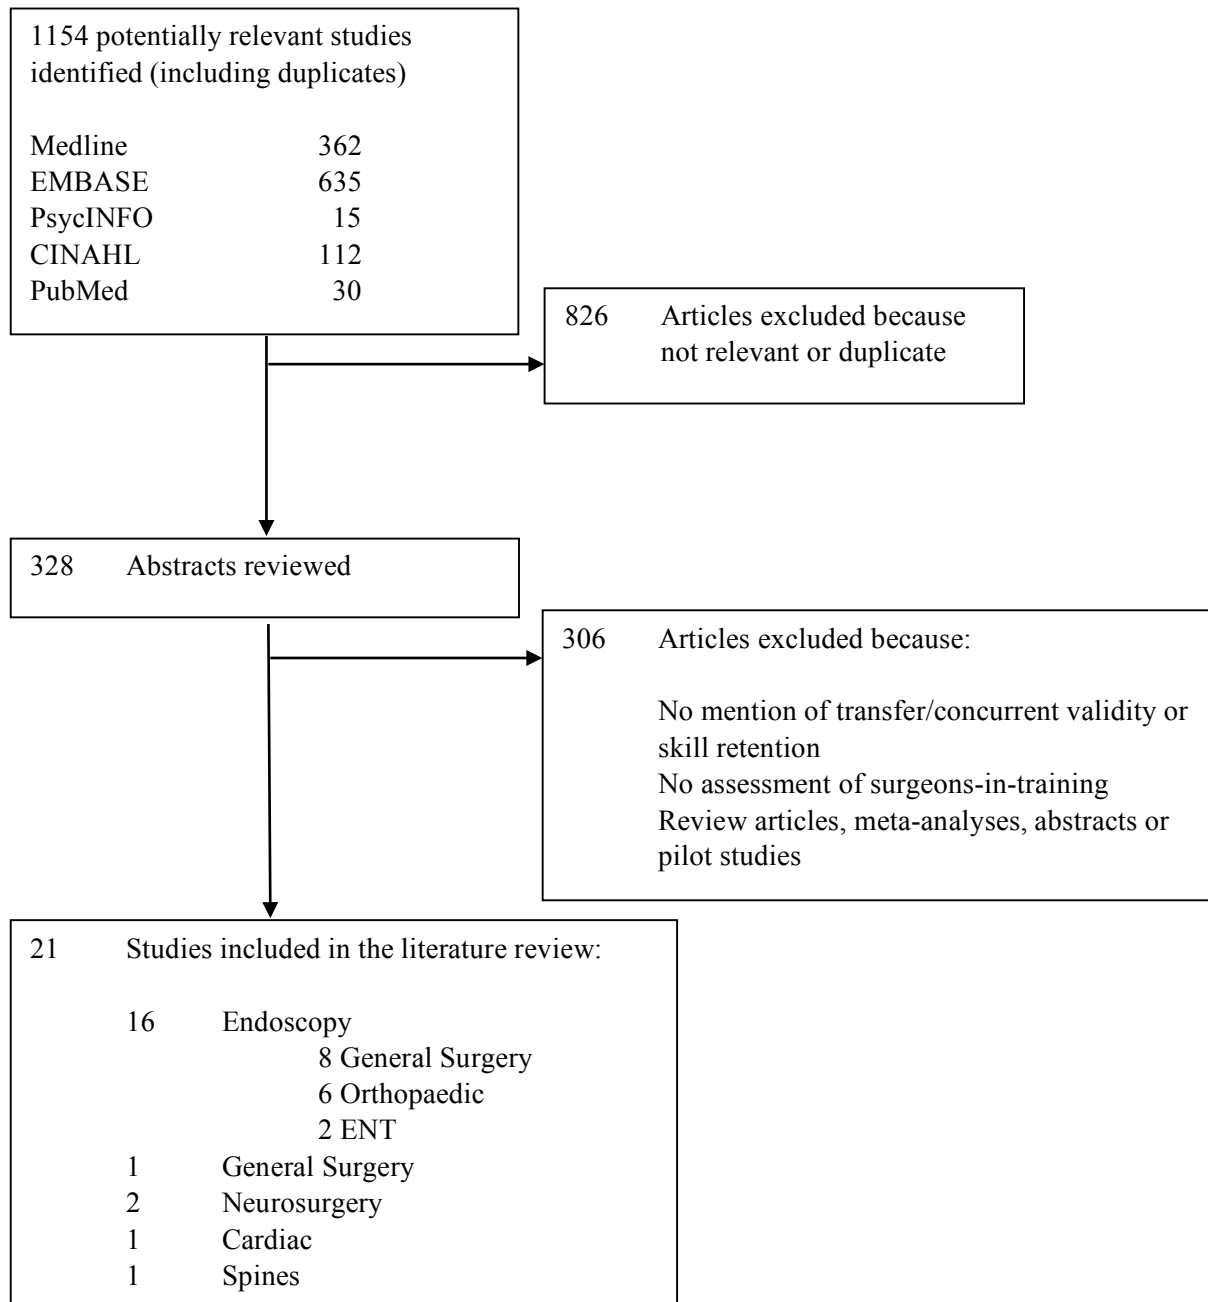 1154 potentially relevant studies
identified (including duplicates)
Medline 362
EMBASE 635
PsycINFO 15
CINAHL 112
PubMed 30
826 Articles excluded because
not relevant or duplicate
328 Abstracts reviewed
306 Articles excluded because:
No mention of transfer/concurrent validity or
skill retention
No assessment of surgeons-in-training
Review articles, meta-analyses, abstracts or
pilot studies
21 Studies included in the literature review:
16 Endoscopy
8 General Surgery
6 Orthopaedic
2 ENT
1 General Surgery
2 Neurosurgery
1 Cardiac
1 Spines